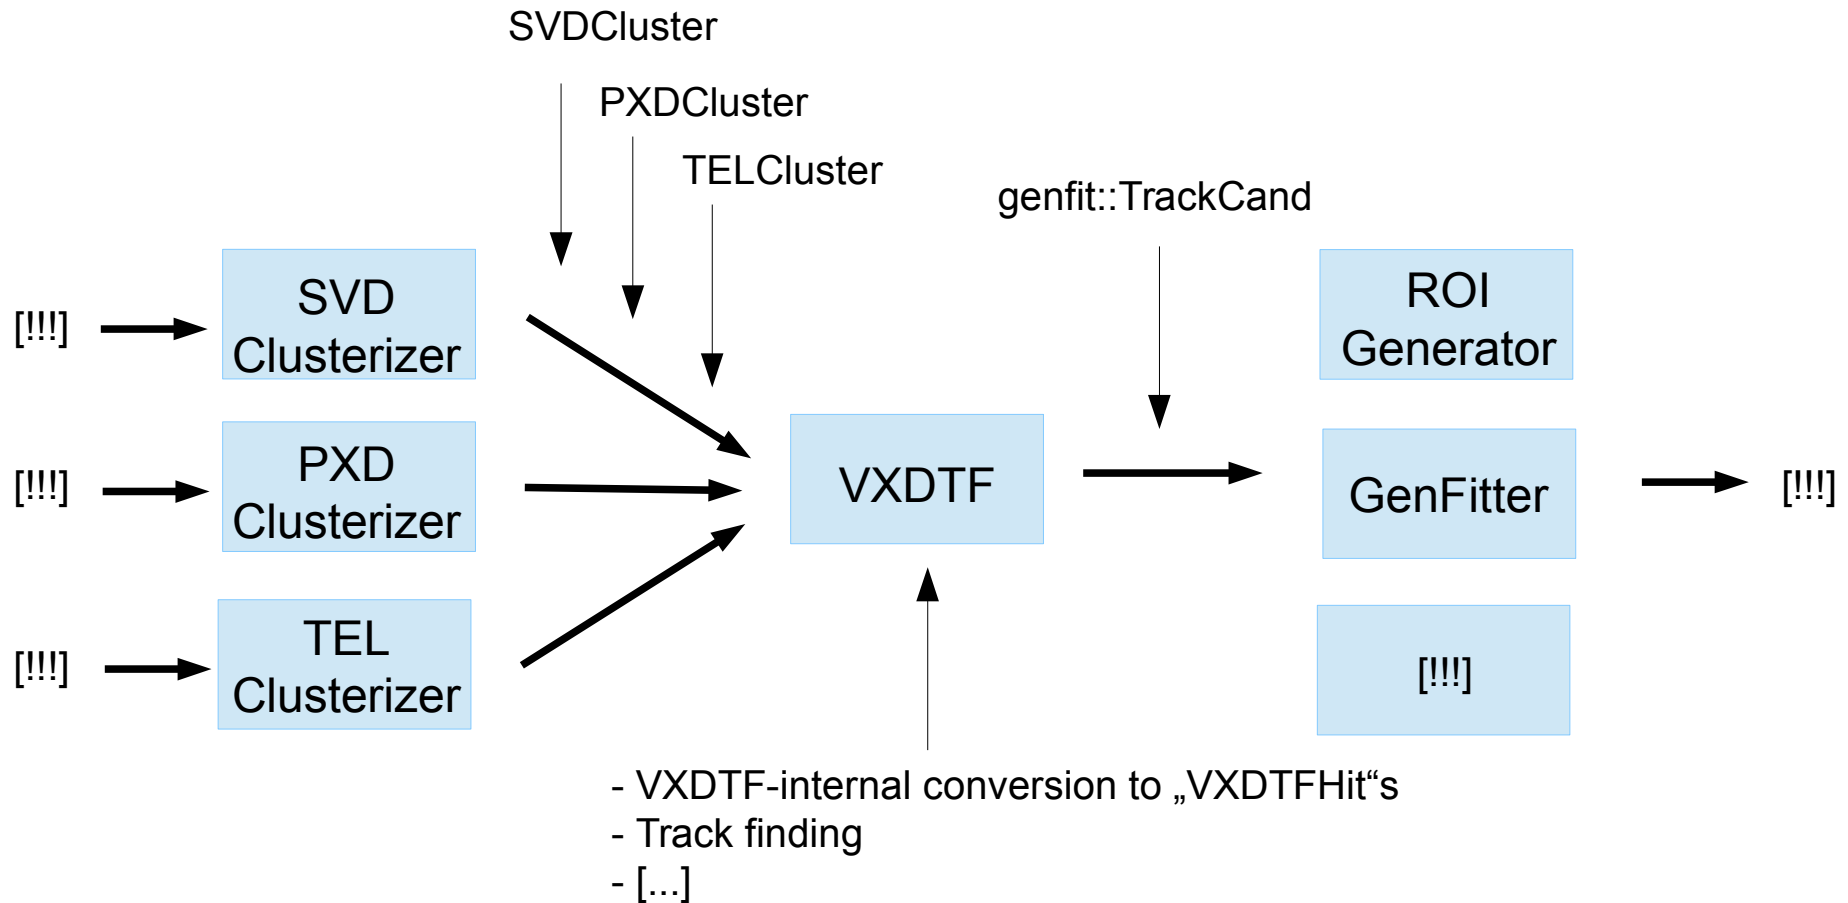 SVDCluster
PXDCluster
TELCluster
genfit::TrackCand
[!!!]
SVD
Clusterizer
ROI
Generator
[!!!]
PXD
Clusterizer
VXDTF
GenFitter
[!!!]
[!!!]
TEL
Clusterizer
[!!!]
- VXDTF-internal conversion to „VXDTFHit“s
- Track finding
- [...]